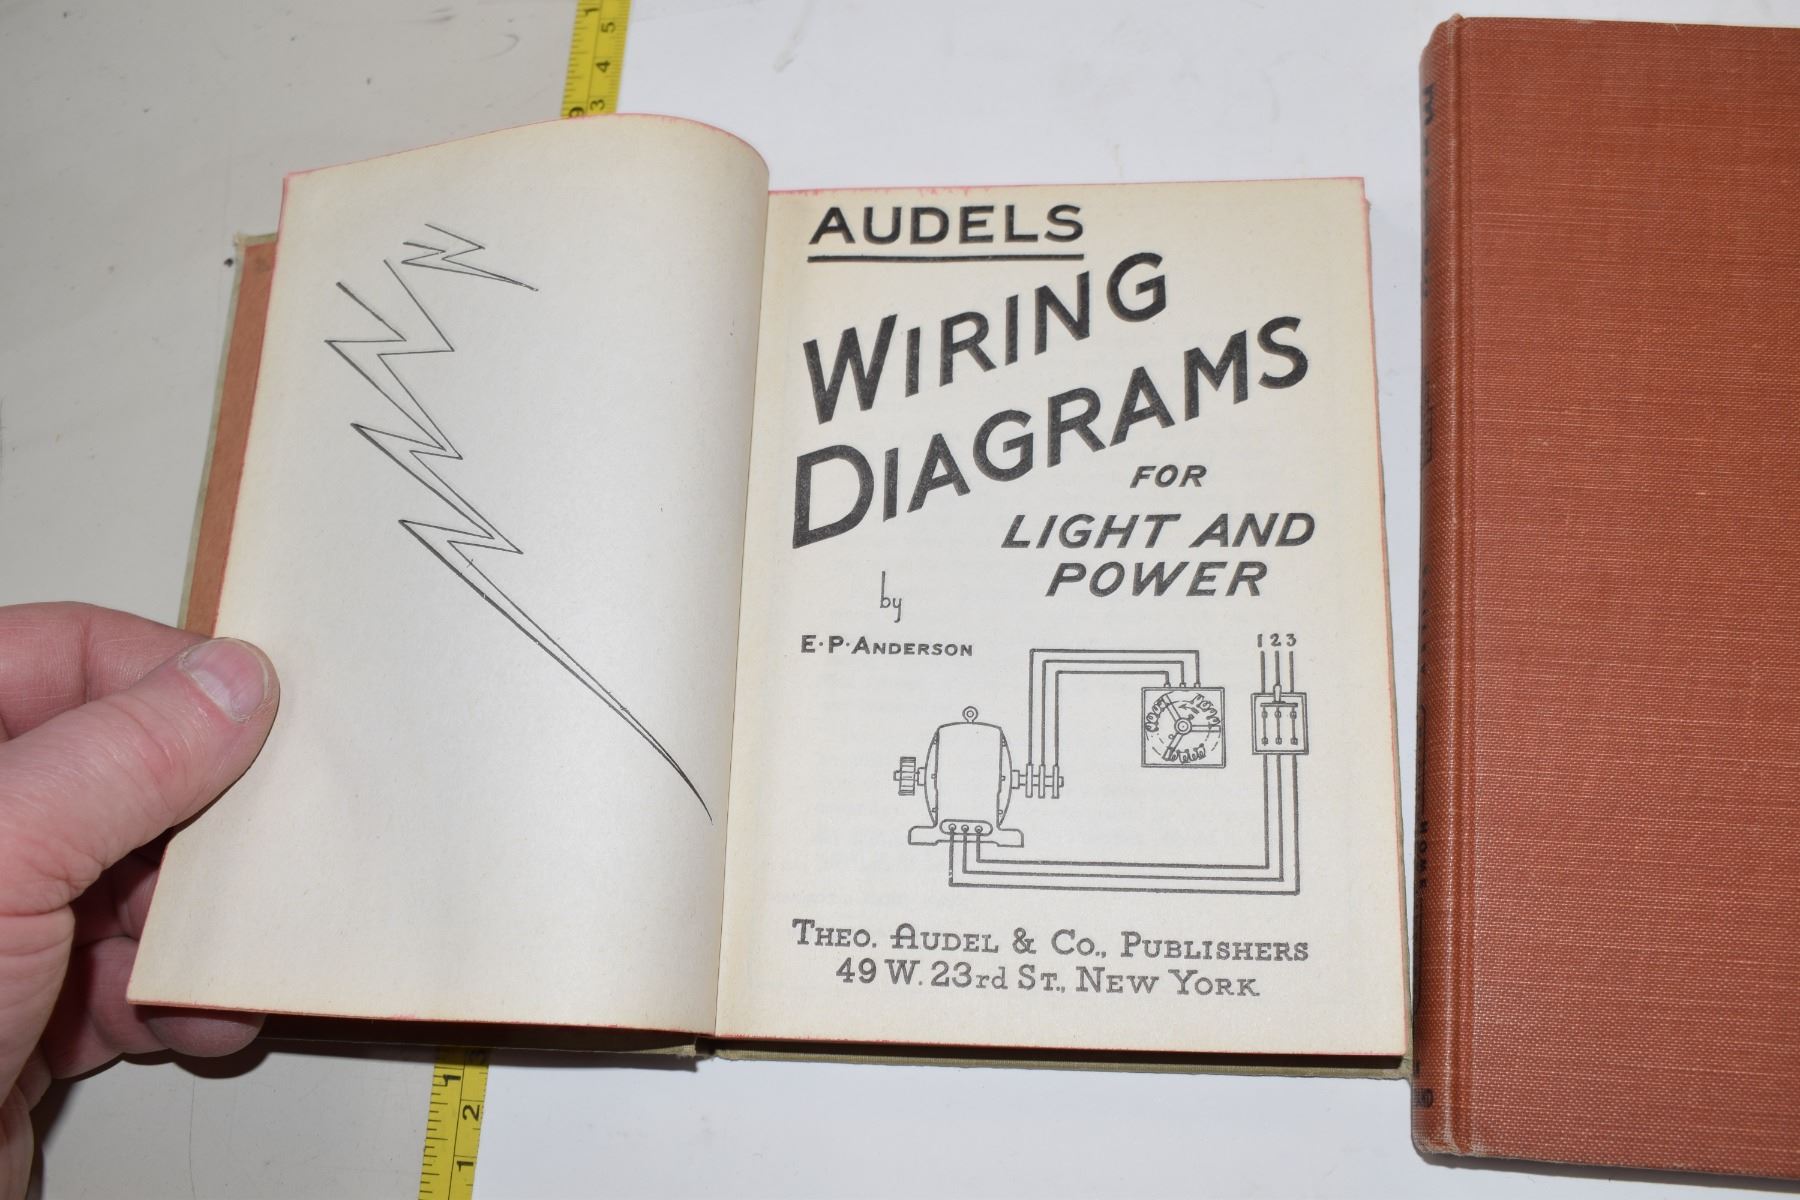 AUDELS
WIRING
DIAGRAMS
FOR
LIGHT AND
POWER
by
E·P·ANDERSON
1 2 3
THEO. AUDEL & CO., PUBLISHERS
49 W. 23rd ST., NEW YORK